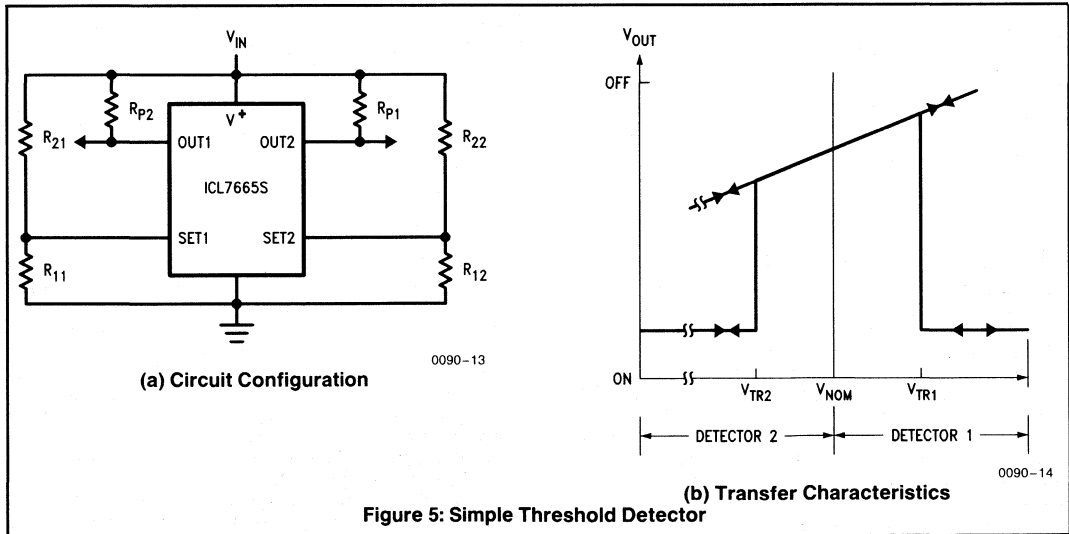 V_IN
R_P2
V+
R_P1
R_21
OUT1
OUT2
R_22
ICL7665S
SET1
SET2
R_11
R_12
0090-13
(a) Circuit Configuration
V_OUT
OFF
ON
V_TR2
V_NOM
V_TR1
DETECTOR 2
DETECTOR 1
0090-14
(b) Transfer Characteristics
Figure 5: Simple Threshold Detector